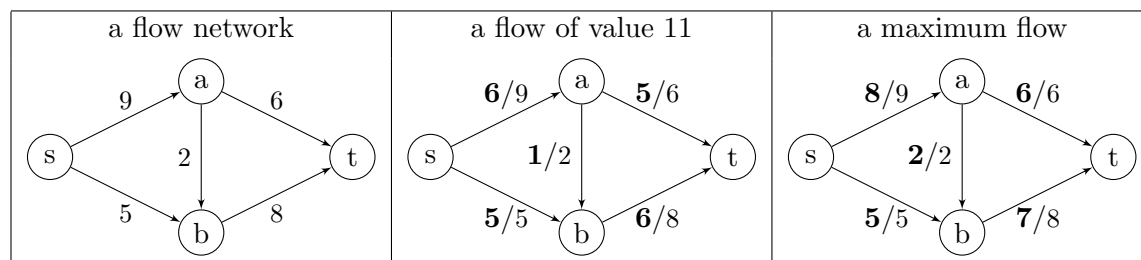 a flow network
a
9
6
s
2
t
5
8
b
a flow of value 11
a
6/9
5/6
s
1/2
t
5/5
6/8
b
a maximum flow
a
8/9
6/6
s
2/2
t
5/5
7/8
b